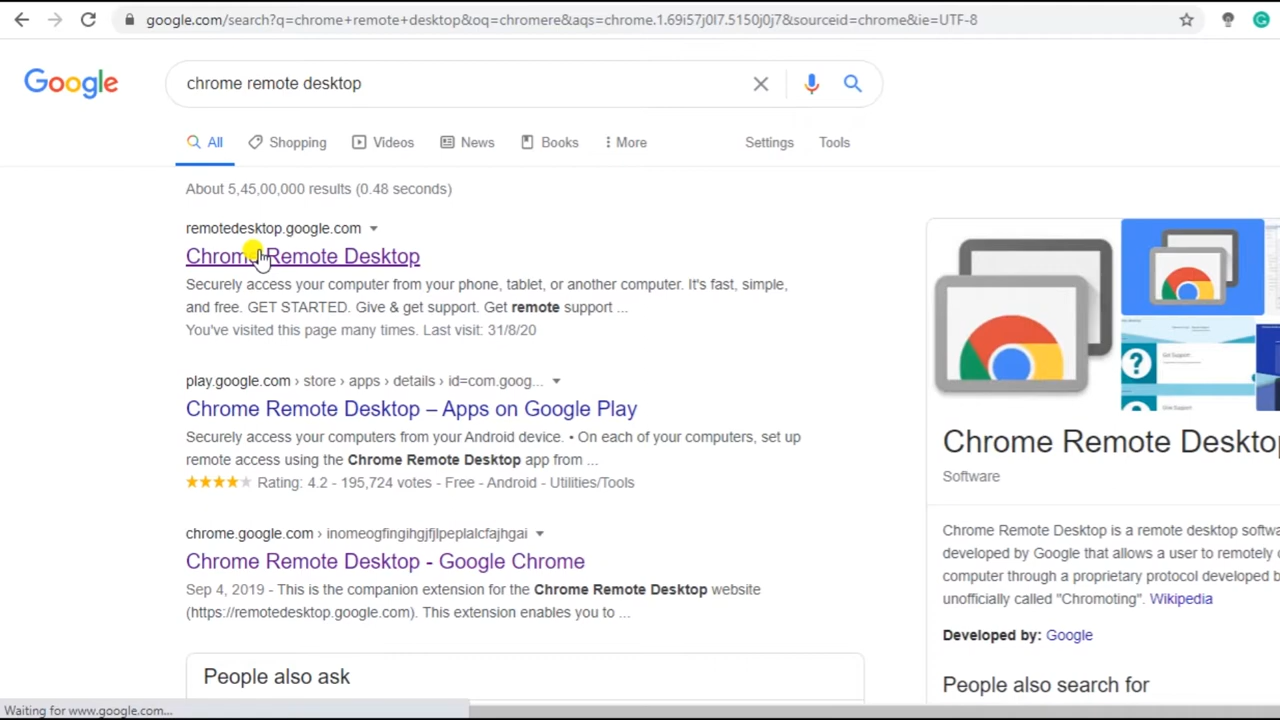 google.com/search?q=chrome+remote+desktop&oq=chromere&aqs=chrome.1.69i57j0l7.5150j0j7&sourceid=chrome&ie=UTF-8
Google
chrome remote desktop
All Shopping Videos News Books More Settings Tools
About 5,45,00,000 results (0.48 seconds)
remotedesktop.google.com
Chrome Remote Desktop
Securely access your computer from your phone, tablet, or another computer. It's fast, simple,
and free. GET STARTED. Give & get support. Get remote support ...
You've visited this page many times. Last visit: 31/8/20
play.google.com › store › apps › details › id=com.goog...
Chrome Remote Desktop – Apps on Google Play
Securely access your computers from your Android device. • On each of your computers, set up
remote access using the Chrome Remote Desktop app from ...
Rating: 4.2 - 195,724 votes - Free - Android - Utilities/Tools
chrome.google.com › inomeogfingihgjfjlpeplalcfajhgai
Chrome Remote Desktop - Google Chrome
Sep 4, 2019 - This is the companion extension for the Chrome Remote Desktop website
(https://remotedesktop.google.com). This extension enables you to ...
People also ask
Chrome Remote Desktop
Software
Chrome Remote Desktop is a remote desktop
developed by Google that allows a user to remotely
computer through a proprietary protocol developed
unofficially called "Chromoting". Wikipedia
Developed by: Google
People also search for
Waiting for www.google.com...